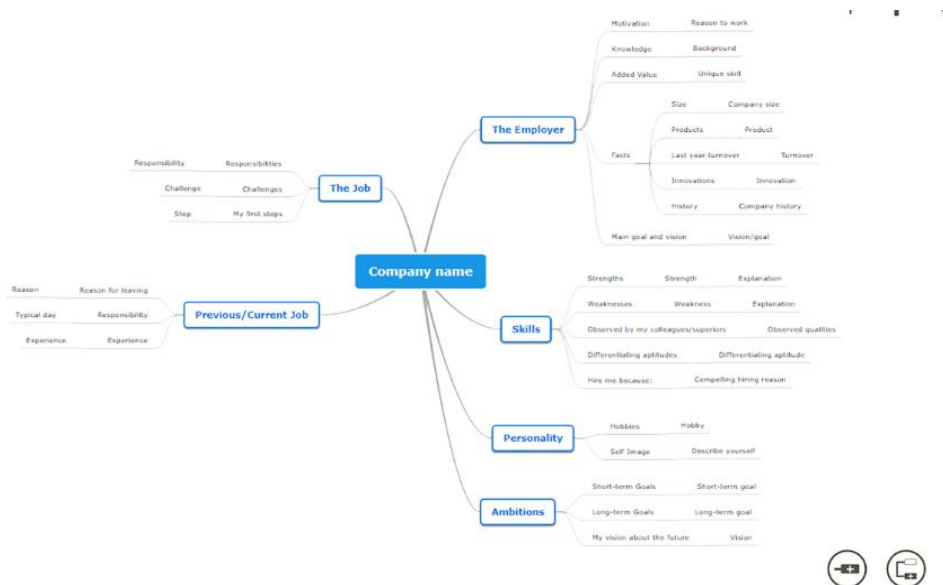 Motivation Reason to work
Knowledge Background
Added Value Unique skill
The Employer
Size Company size
Products Product
Facts Last year turnover Turnover
Innovations Innovation
History Company history
Main goal and vision Vision/goal
Responsibility Responsibilities
Challenge Challenges
The Job
Step My first steps
Company name
Reason Reason for leaving
Typical day Responsibility
Previous/Current Job
Experience Experience
Strengths Strength Explanation
Weaknesses Weakness Explanation
Skills
Observed by my colleagues/superiors Observed qualities
Differentiating aptitudes Differentiating aptitude
Hire me because: Compelling hiring reason
Personality
Hobbies Hobby
Self Image Describe yourself
Ambitions
Short-term Goals Short-term goal
Long-term Goals Long-term goal
My vision about the future Vision